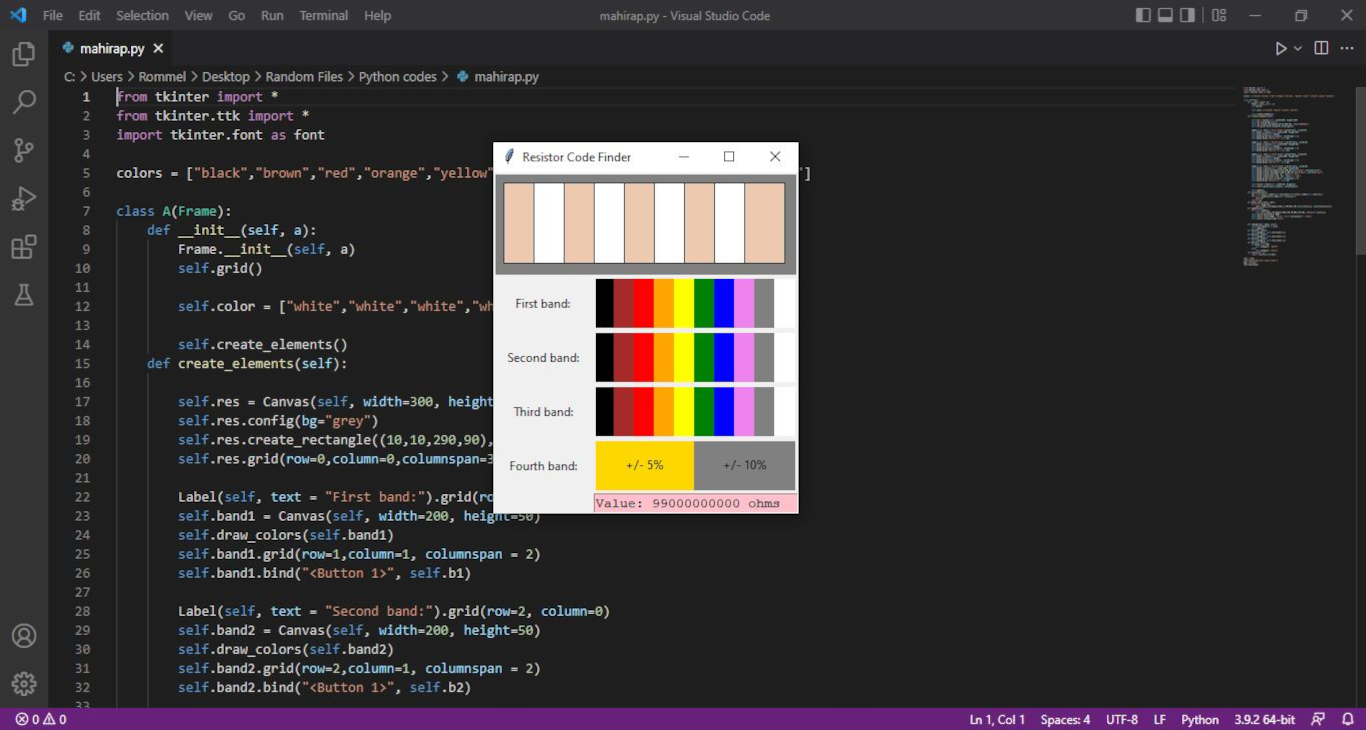 File Edit Selection View Go Run Terminal Help mahirap.py - Visual Studio Code
mahirap.py
C: > Users > Rommel > Desktop > Random Files > Python codes > mahirap.py
1 from tkinter import *
2 from tkinter.ttk import *
3 import tkinter.font as font
4
5 colors = ["black","brown","red","orange","yellow" "]
6
7 class A(Frame):
8 def __init__(self, a):
9 Frame.__init__(self, a)
10 self.grid()
11
12 self.color = ["white","white","white","wh
13
14 self.create_elements()
15 def create_elements(self):
16
17 self.res = Canvas(self, width=300, height
18 self.res.config(bg="grey")
19 self.res.create_rectangle((10,10,290,90),
20 self.res.grid(row=0,column=0,columnspan=3
21
22 Label(self, text = "First band:").grid(ro
23 self.band1 = Canvas(self, width=200, height=50)
24 self.draw_colors(self.band1)
25 self.band1.grid(row=1,column=1, columnspan = 2)
26 self.band1.bind("<Button 1>", self.b1)
27
28 Label(self, text = "Second band:").grid(row=2, column=0)
29 self.band2 = Canvas(self, width=200, height=50)
30 self.draw_colors(self.band2)
31 self.band2.grid(row=2,column=1, columnspan = 2)
32 self.band2.bind("<Button 1>", self.b2)
33
Resistor Code Finder
First band:
Second band:
Third band:
Fourth band: +/- 5% +/- 10%
Value: 99000000000 ohms
0 0 Ln 1, Col 1 Spaces: 4 UTF-8 LF Python 3.9.2 64-bit